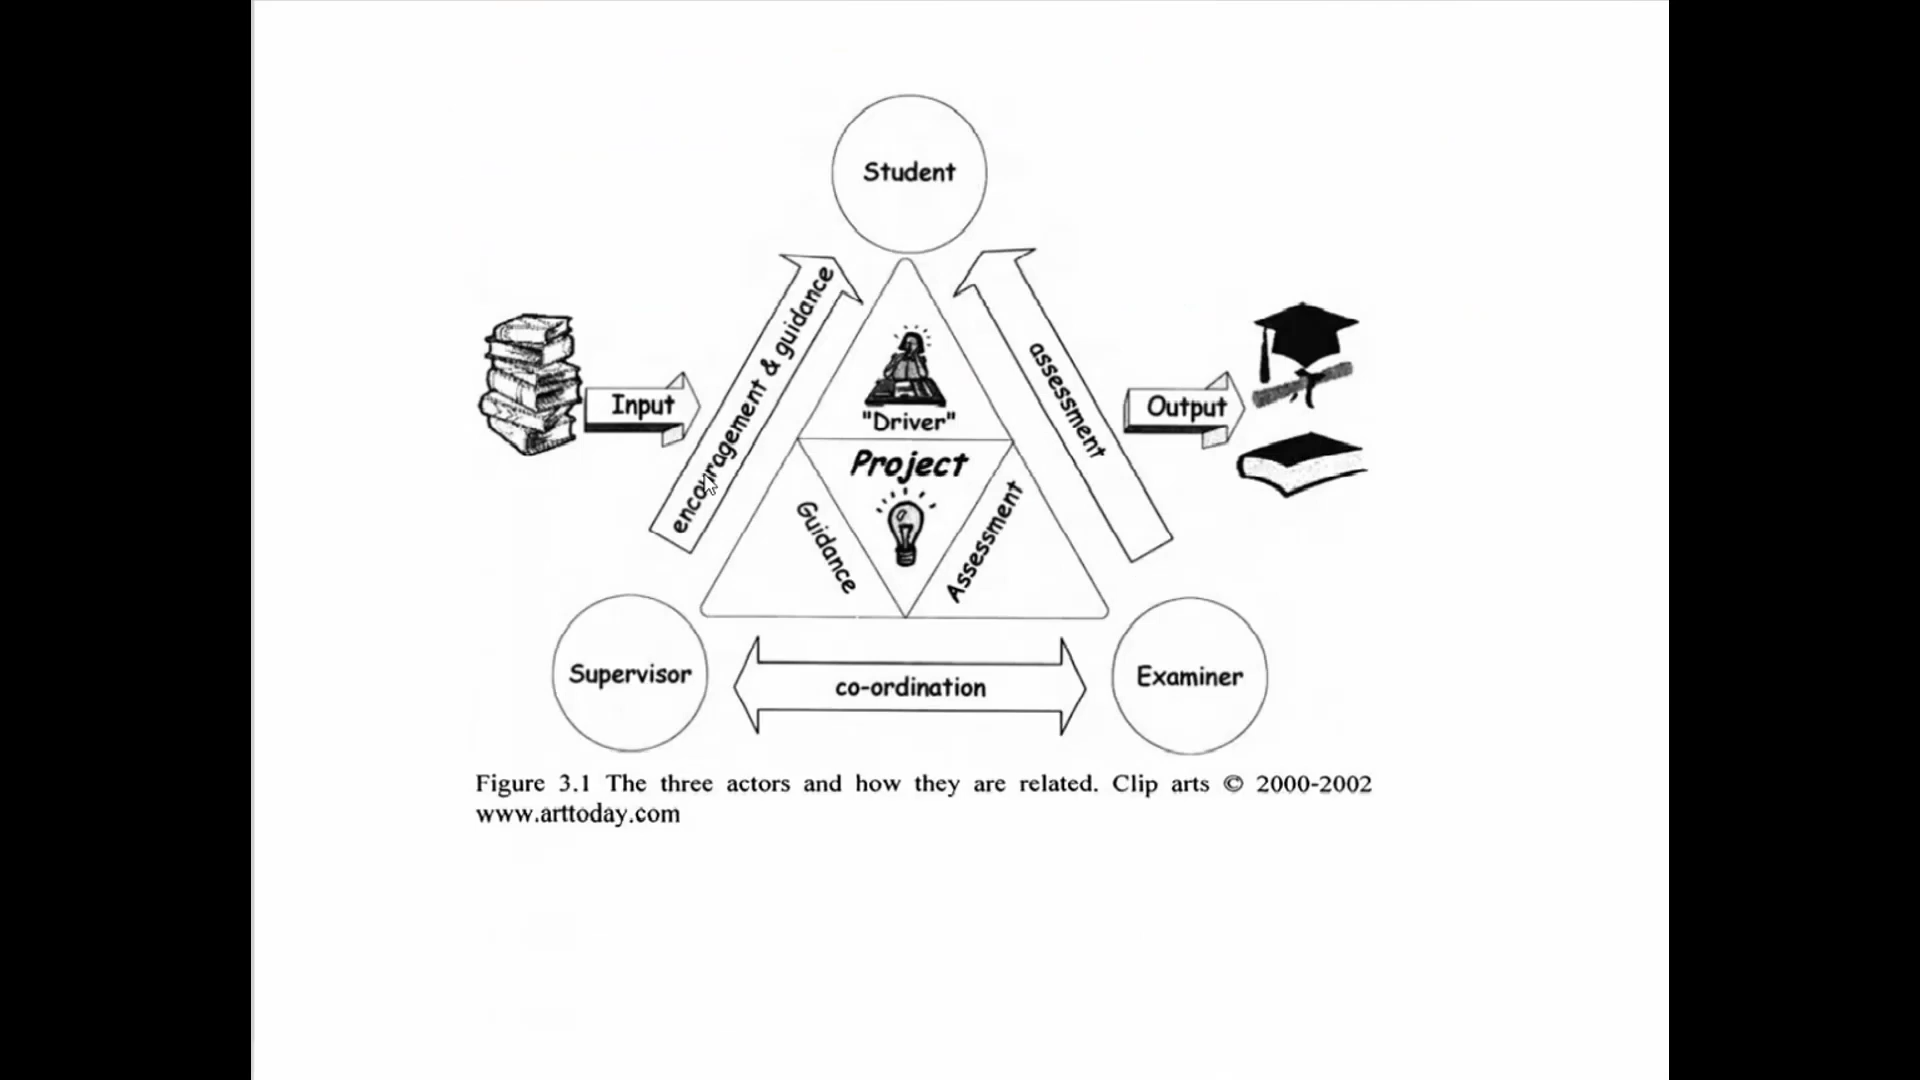 Student
encouragement & guidance
assessment
Input
"Driver"
Output
Project
Guidance
Assessment
Supervisor
co-ordination
Examiner
Figure 3.1 The three actors and how they are related. Clip arts © 2000-2002
www.arttoday.com